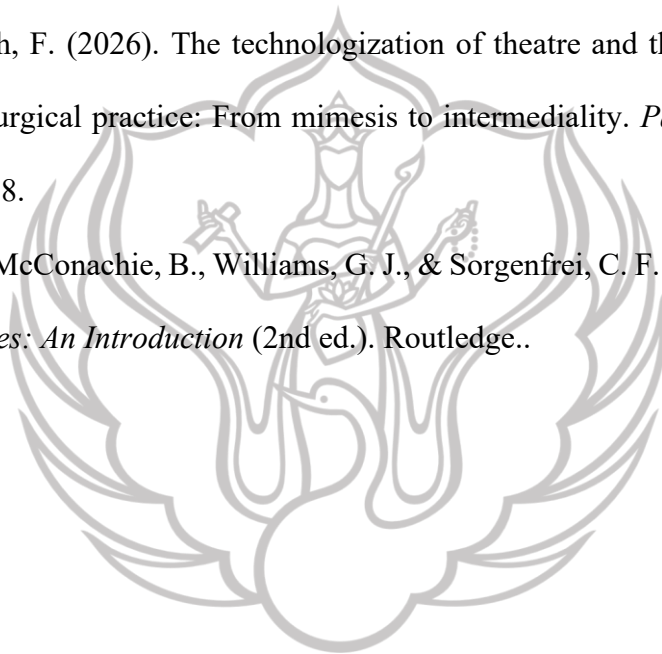 h, F. (2026). The technologization of theatre and th
urgical practice: From mimesis to intermediality. P
8.
McConachie, B., Williams, G. J., & Sorgenfrei, C. F.
es: An Introduction (2nd ed.). Routledge..